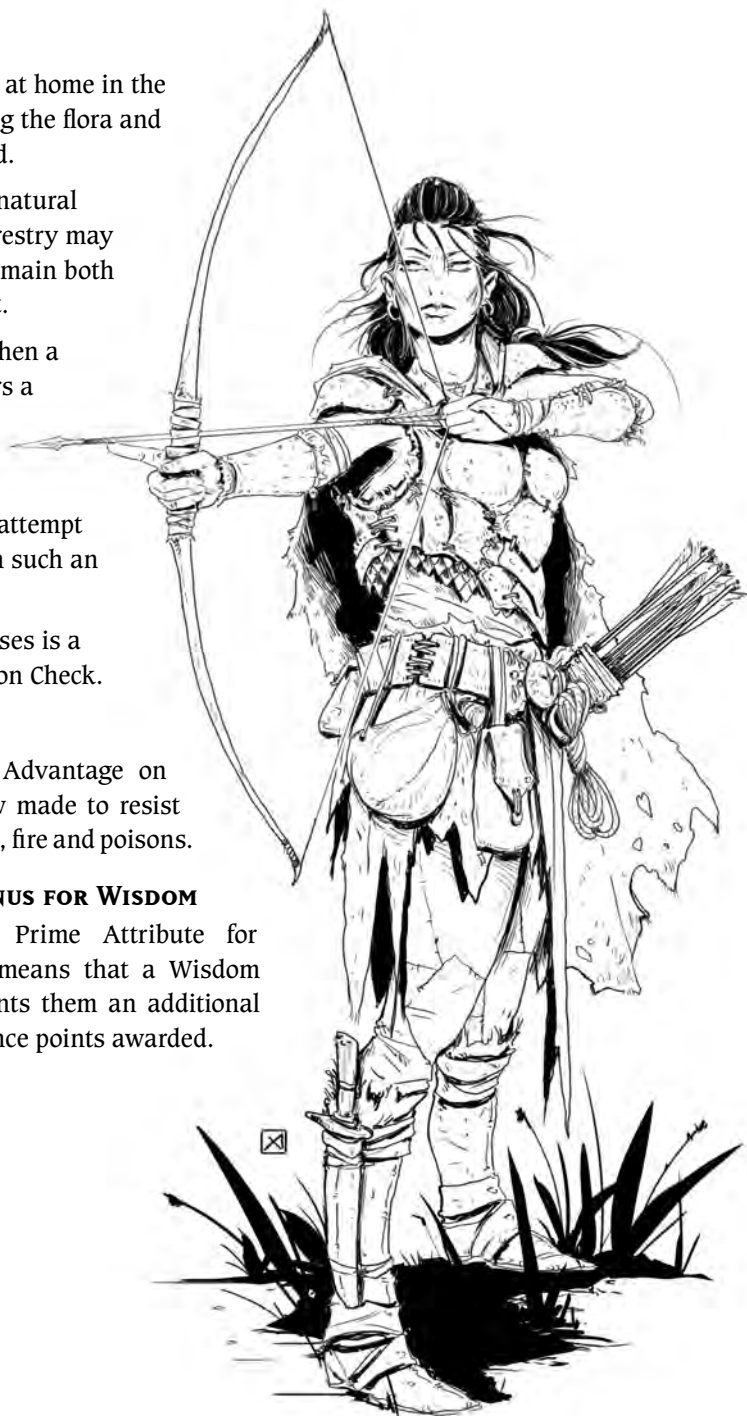 at home in the
g the flora and
d.
natural
restry may
main both
t.
hen a
rs a
attempt
n such an
ses is a
on Check.
Advantage on
w made to resist
, fire and poisons.
NUS FOR WISDOM
Prime Attribute for
means that a Wisdom
nts them an additional
nce points awarded.